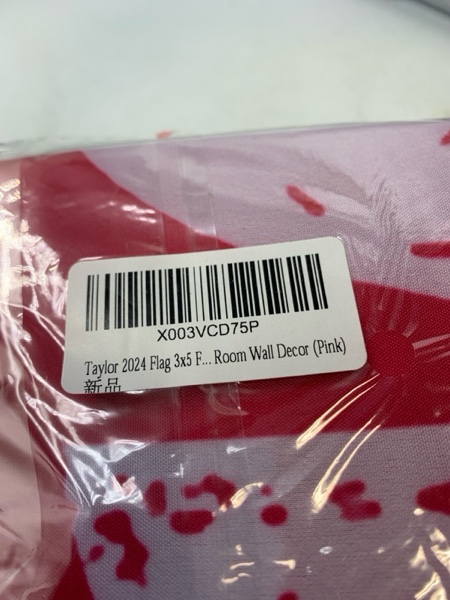 X003VCD75P
Taylor 2024 Flag 3x5 F... Room Wall Decor (Pink)
新品